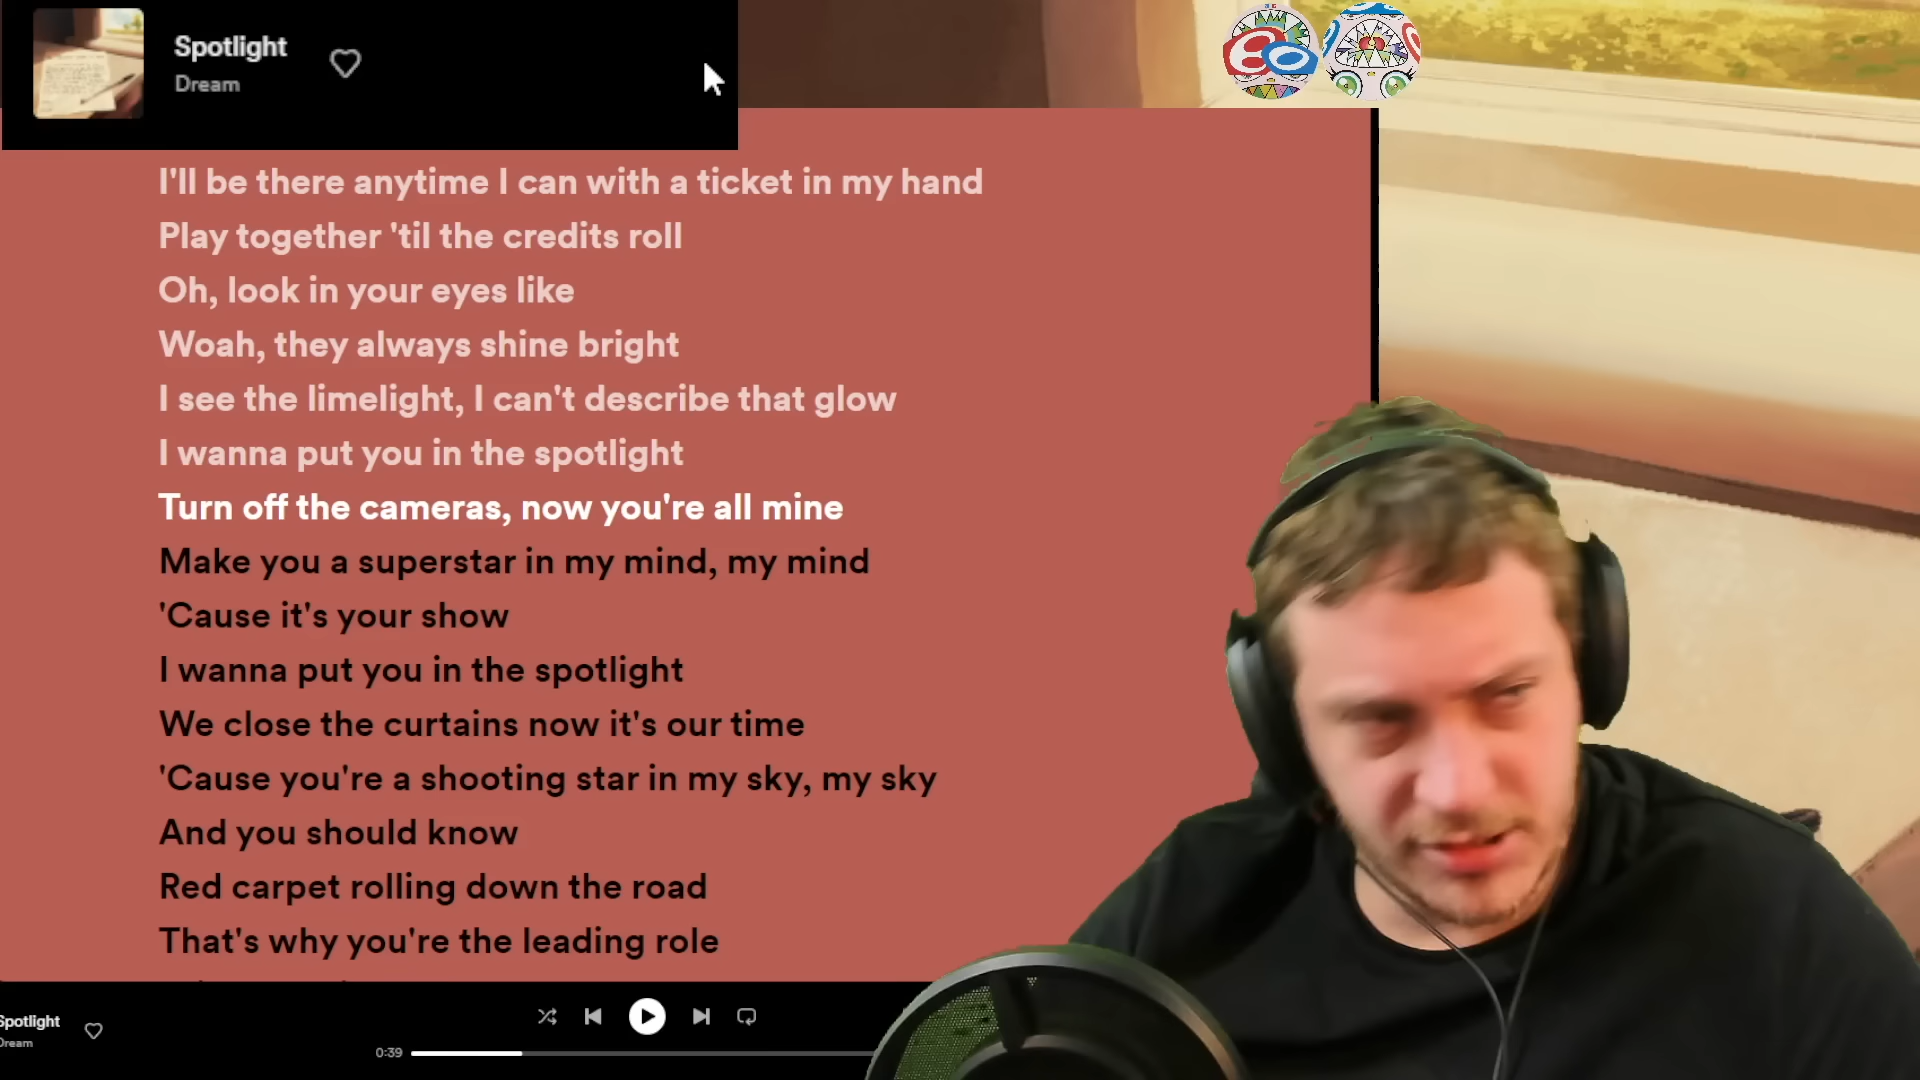 Spotlight
Dream
I'll be there anytime I can with a ticket in my hand
Play together 'til the credits roll
Oh, look in your eyes like
Woah, they always shine bright
I see the limelight, I can't describe that glow
I wanna put you in the spotlight
Turn off the cameras, now you're all mine
Make you a superstar in my mind, my mind
'Cause it's your show
I wanna put you in the spotlight
We close the curtains now it's our time
'Cause you're a shooting star in my sky, my sky
And you should know
Red carpet rolling down the road
That's why you're the leading role
Spotlight
Dream
0:39